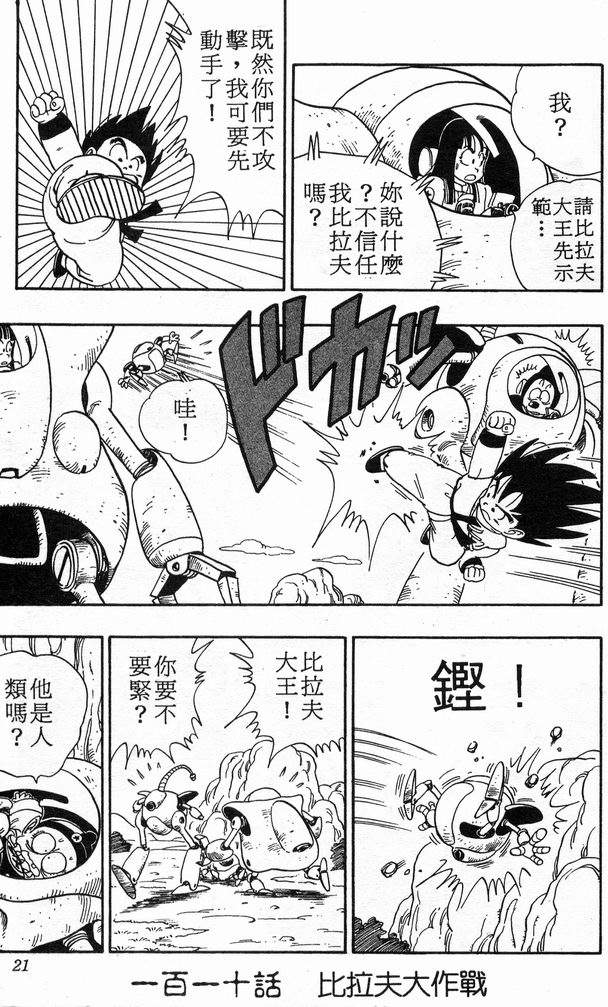 我？
請比拉夫
大王先示
範…
妳說什麼
？不信任
我比拉夫
嗎？
既然你們不攻
擊，我可要先
動手了！
ドカッ
哇！
鏗！
比拉夫
大王！
你要不
要緊？
他是人
類嗎？
21
一百一十話 比拉夫大作戰